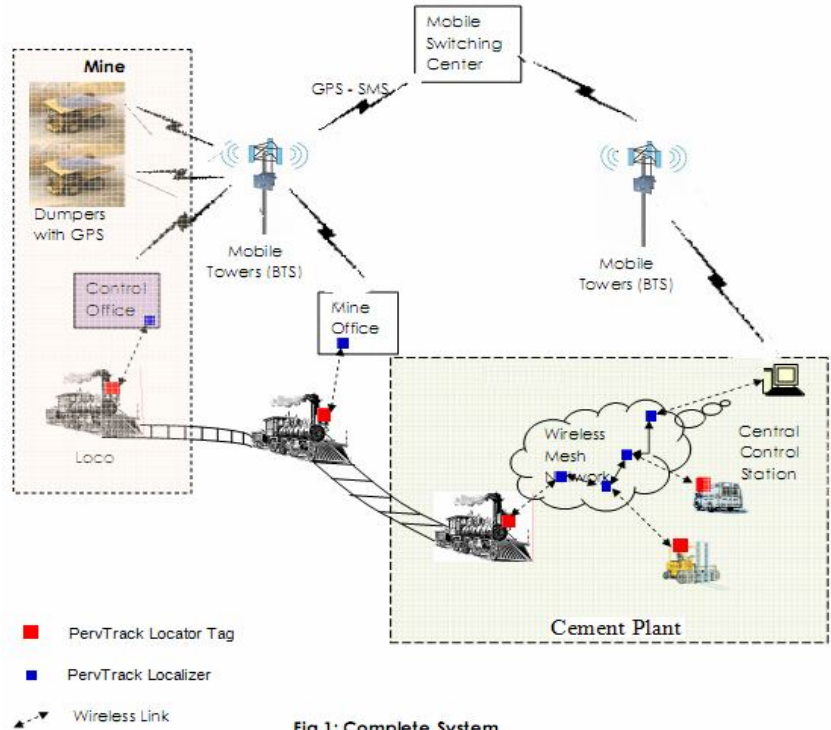 Mobile
Switching
Center
Mine
GPS - SMS
Dumpers
with GPS
Mobile
Towers (BTS)
Mobile
Towers (BTS)
Control
Office
Mine
Office
Loco
Wireless
Mesh
Network
Central
Control
Station
Cement Plant
PervTrack Locator Tag
PervTrack Localizer
Wireless Link
Fig 1: Complete System